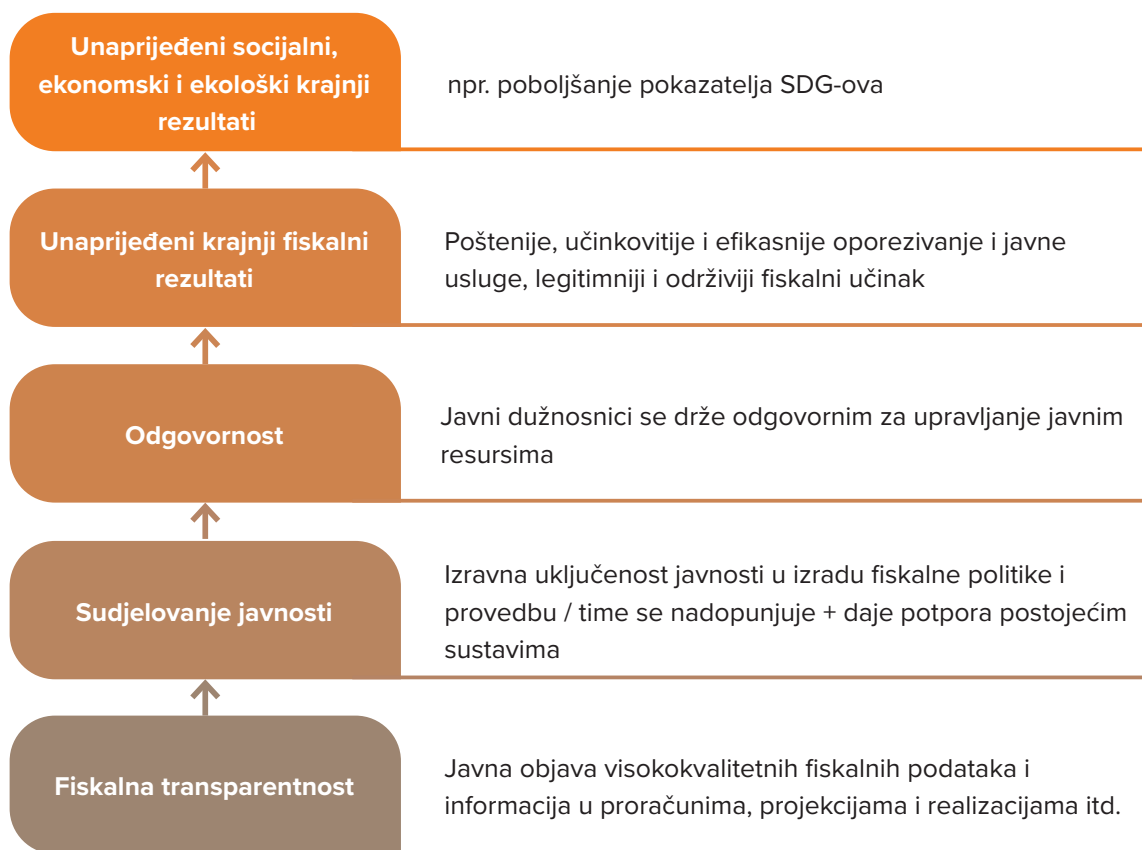 Unaprijeđeni socijalni,
ekonomski i ekološki krajnji
rezultati
npr. poboljšanje pokazatelja SDG-ova
Unaprijeđeni krajnji fiskalni
rezultati
Poštenije, učinkovitije i efikasnije oporezivanje i javne
usluge, legitimniji i održiviji fiskalni učinak
Odgovornost
Javni dužnosnici se drže odgovornim za upravljanje javnim
resursima
Sudjelovanje javnosti
Izravna uključenost javnosti u izradu fiskalne politike i
provedbu / time se nadopunjuje + daje potpora postojećim
sustavima
Fiskalna transparentnost
Javna objava visokokvalitetnih fiskalnih podataka i
informacija u proračunima, projekcijama i realizacijama itd.